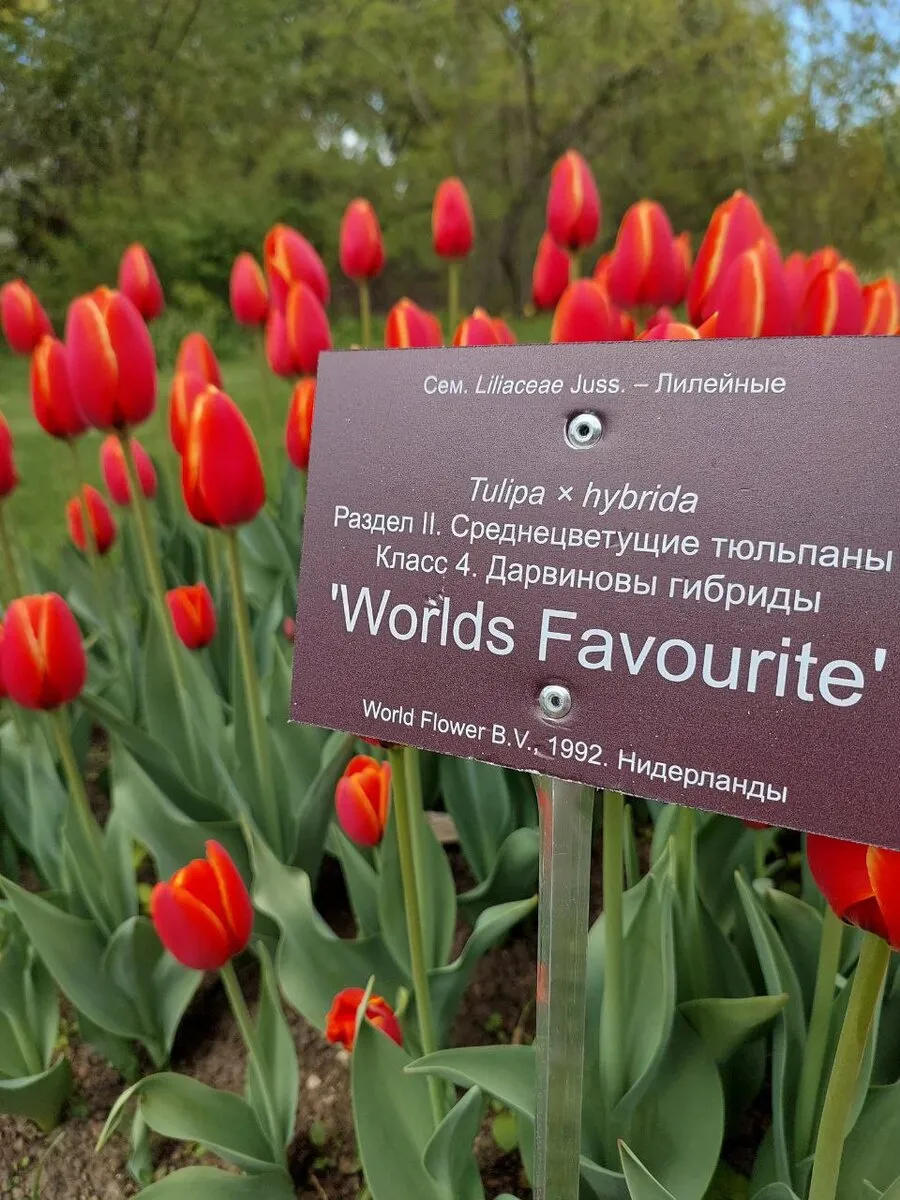 Сем. Liliaceae Juss. – Лилейные
Tulipa × hybrida
Раздел II. Среднецветущие тюльпаны
Класс 4. Дарвиновы гибриды
'Worlds Favourite'
World Flower B.V., 1992. Нидерланды